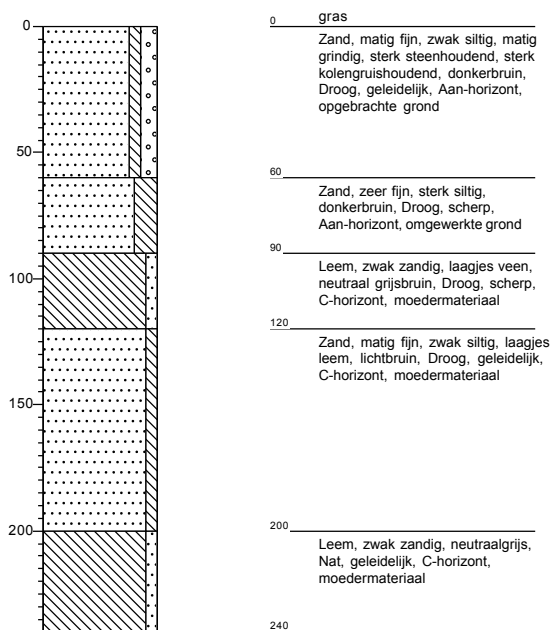 0
50
100
150
200
0
gras
Zand, matig fijn, zwak siltig, matig
grindig, sterk steenhoudend, sterk
kolengruishoudend, donkerbruin,
Droog, geleidelijk, Aan-horizont,
opgebrachte grond
60
Zand, zeer fijn, sterk siltig,
donkerbruin, Droog, scherp,
Aan-horizont, omgewerkte grond
90
Leem, zwak zandig, laagjes veen,
neutraal grijsbruin, Droog, scherp,
C-horizont, moedermateriaal
120
Zand, matig fijn, zwak siltig, laagjes
leem, lichtbruin, Droog, geleidelijk,
C-horizont, moedermateriaal
200
Leem, zwak zandig, neutraalgrijs,
Nat, geleidelijk, C-horizont,
moedermateriaal
240